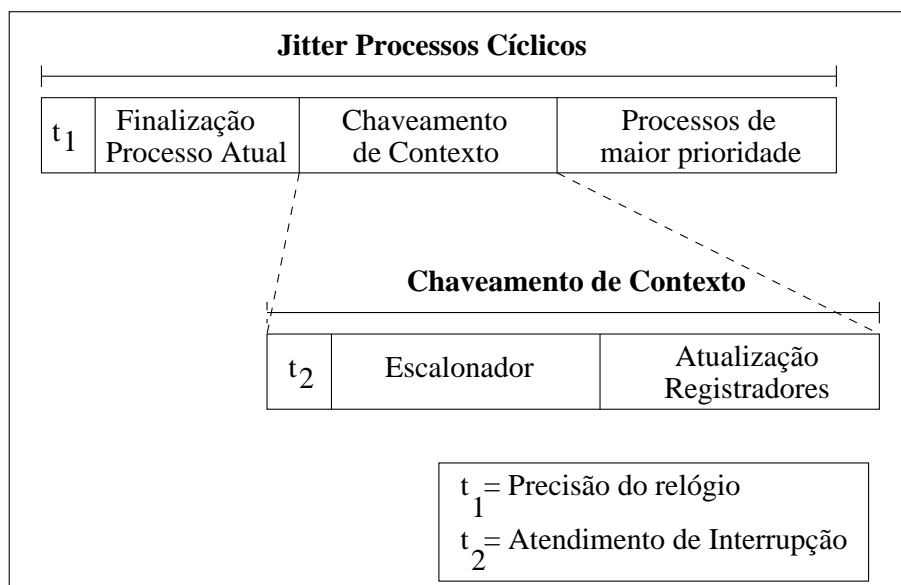 Jitter Processos Cíclicos
t1
Finalização
Processo Atual
Chaveamento
de Contexto
Processos de
maior prioridade
Chaveamento de Contexto
t2
Escalonador
Atualização
Registradores
t1= Precisão do relógio
t2= Atendimento de Interrupção